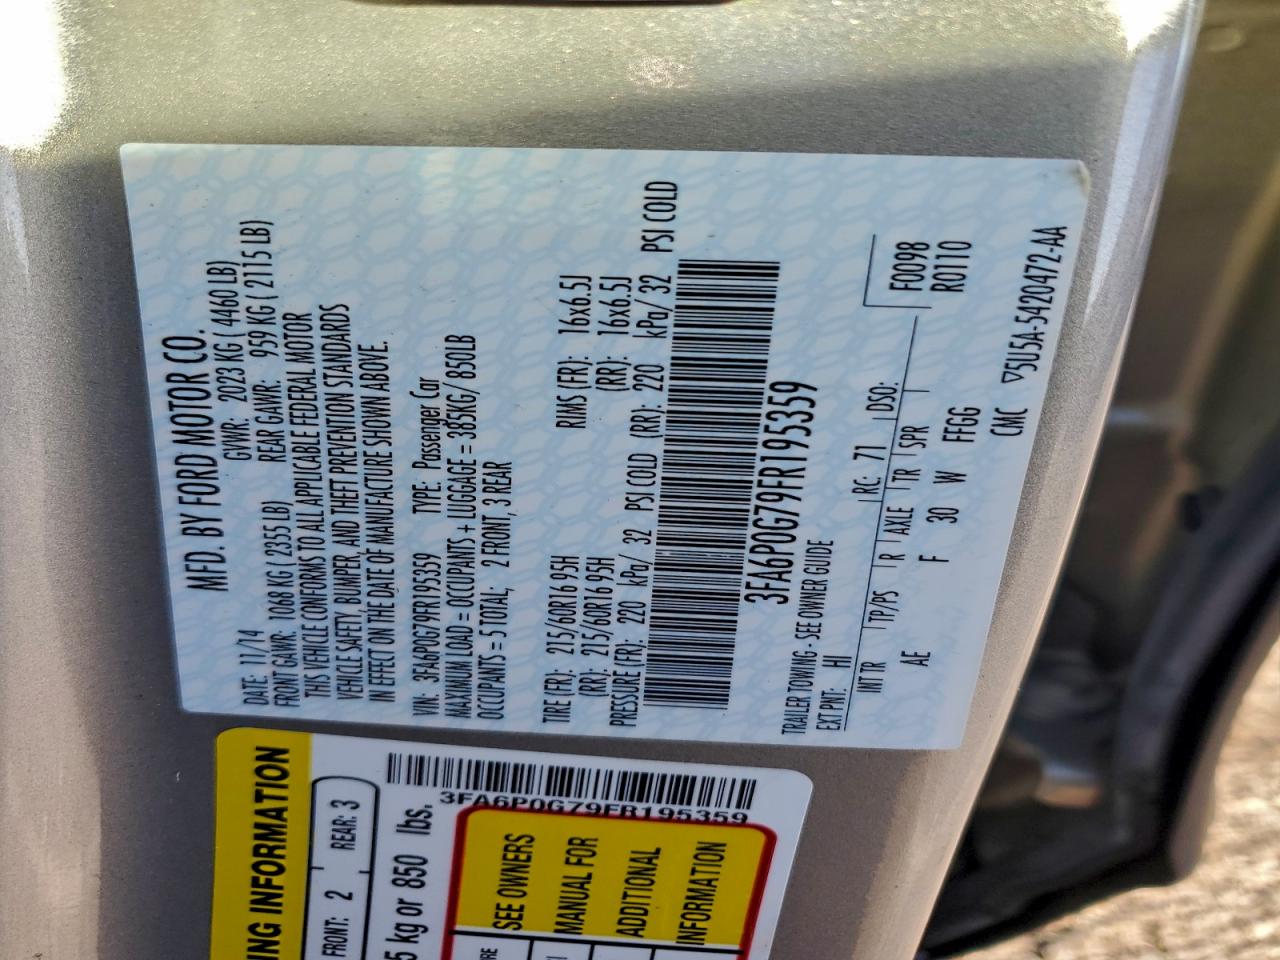 MFD. BY FORD MOTOR CO.
DATE: 11/14 GVWR: 2023 KG ( 4460 LB)
FRONT GAWR: 1068 KG ( 2355 LB) REAR GAWR: 959 KG ( 2115 LB)
THIS VEHICLE CONFORMS TO ALL APPLICABLE FEDERAL MOTOR
VEHICLE SAFETY, BUMPER, AND THEFT PREVENTION STANDARDS
IN EFFECT ON THE DATE OF MANUFACTURE SHOWN ABOVE.
VIN: 3FA6P0G79FR195359 TYPE: Passenger Car
MAXIMUM LOAD = OCCUPANTS + LUGGAGE = 385KG/ 850LB
OCCUPANTS = 5 TOTAL; 2 FRONT, 3 REAR
TIRE (FR): 215/60R16 95H RIMS (FR): 16x6.5J
(RR): 215/60R16 95H (RR): 16x6.5J
PRESSURE (FR): 220 kPa/ 32 PSI COLD (RR): 220 kPa/ 32 PSI COLD
3FA6P0G79FR195359
TRAILER TOWING - SEE OWNER GUIDE
EXT PNT: HI RC: 71 DSO: F0098
INT TR TP/PS R AXLE TR SPR R0110
AE F 30 W FFGG
CMC 5U5A-5420472-AA
ING INFORMATION
FRONT: 2 REAR: 3
5 kg or 850 lbs.
3FA6P0G79FR195359
SEE OWNERS
MANUAL FOR
ADDITIONAL
INFORMATION